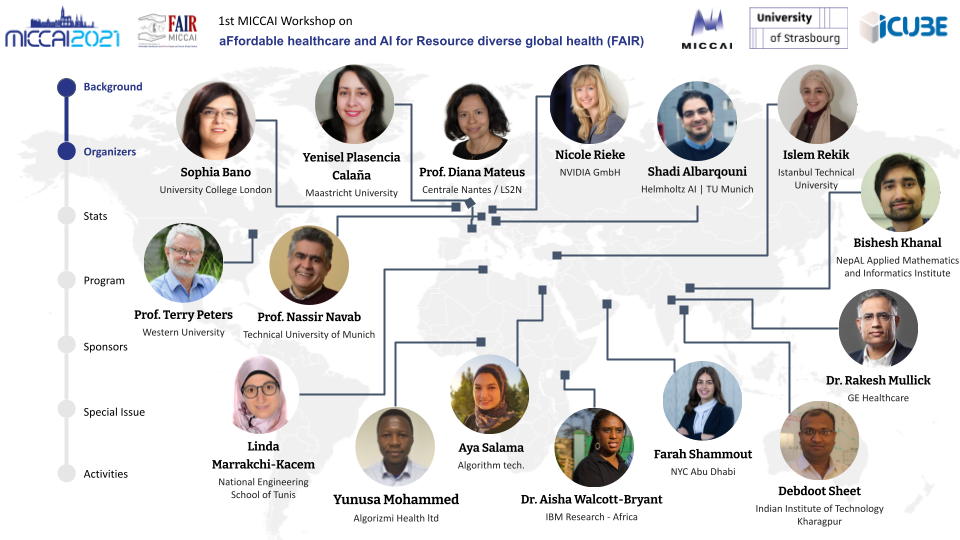 MICCAI2021
FAIR
MICCAI
1st MICCAI Workshop on
aFfordable healthcare and AI for Resource diverse global health (FAIR)
MICCAI
University
of Strasbourg
iCUBE
Background
Organizers
Stats
Program
Sponsors
Special Issue
Activities
Sophia Bano
University College London
Yenisel Plasencia
Calaña
Maastricht University
Prof. Diana Mateus
Centrale Nantes / LS2N
Nicole Rieke
NVIDIA GmbH
Shadi Albarqouni
Helmholtz AI | TU Munich
Islem Rekik
Istanbul Technical
University
Bishesh Khanal
NepAL Applied Mathematics
and Informatics Institute
Prof. Terry Peters
Western University
Prof. Nassir Navab
Technical University of Munich
Dr. Rakesh Mullick
GE Healthcare
Linda
Marrakchi-Kacem
National Engineering
School of Tunis
Yunusa Mohammed
Algorizmi Health ltd
Aya Salama
Algorithm tech.
Dr. Aisha Walcott-Bryant
IBM Research - Africa
Farah Shammout
NYC Abu Dhabi
Debdoot Sheet
Indian Institute of Technology
Kharagpur